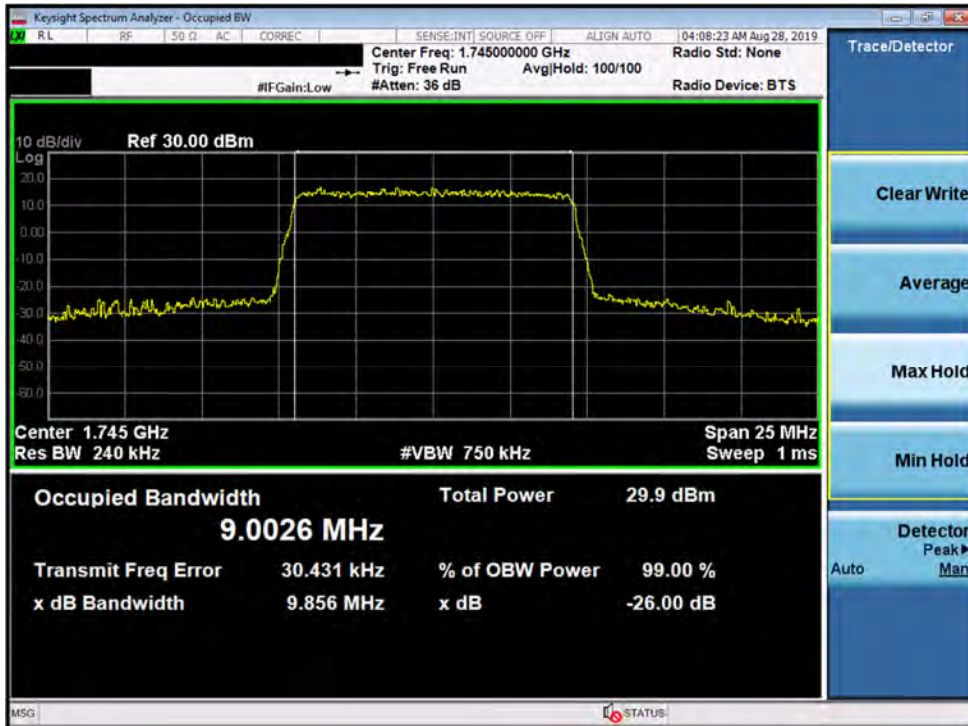 Keysight Spectrum Analyzer - Occupied BW
LXI RL RF 50 Ω AC CORREC SENSE:INT SOURCE OFF ALIGN AUTO 04:08:23 AM Aug 28, 2019
Center Freq: 1.745000000 GHz Radio Std: None
Trig: Free Run Avg|Hold: 100/100
#IFGain:Low #Atten: 36 dB Radio Device: BTS
10 dB/div Ref 30.00 dBm
Log
20.0
10.0
0.00
-10.0
-20.0
-30.0
-40.0
-50.0
-60.0
Center 1.745 GHz Span 25 MHz
Res BW 240 kHz #VBW 750 kHz Sweep 1 ms
Occupied Bandwidth Total Power 29.9 dBm
9.0026 MHz
Transmit Freq Error 30.431 kHz % of OBW Power 99.00 %
x dB Bandwidth 9.856 MHz x dB -26.00 dB
Trace/Detector
Clear Write
Average
Max Hold
Min Hold
Detector
Peak
Auto Man
MSG STATUS